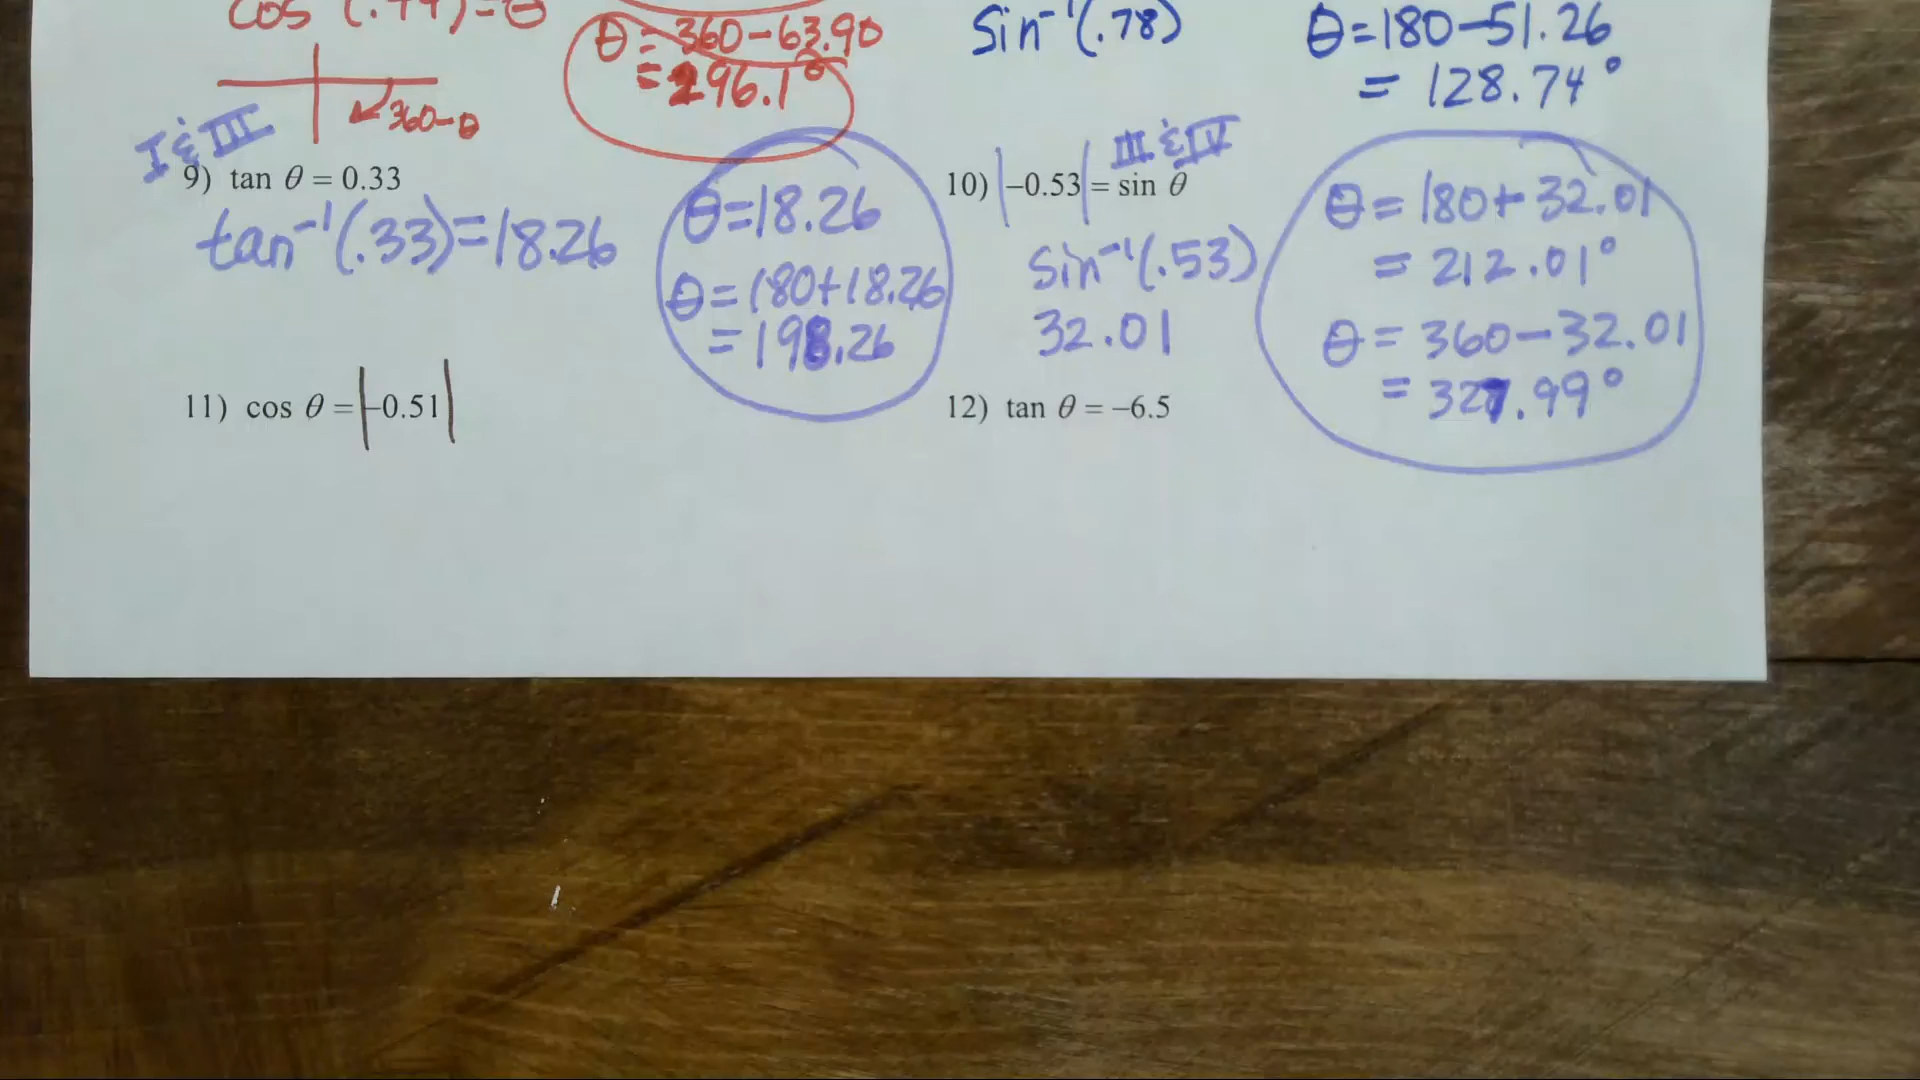 cos (.44)=θ
θ = 360-63.90
= 296.1°
360-θ
sin⁻¹(.78)
θ=180-51.26
= 128.74°
I & III
9) tan θ = 0.33
tan⁻¹(.33)=18.26
θ=18.26
θ=180+18.26
=198.26
III & IV
10) |-0.53| = sin θ
sin⁻¹(.53)
32.01
θ= 180+32.01
= 212.01°
θ= 360-32.01
= 327.99°
11) cos θ = |-0.51|
12) tan θ = -6.5